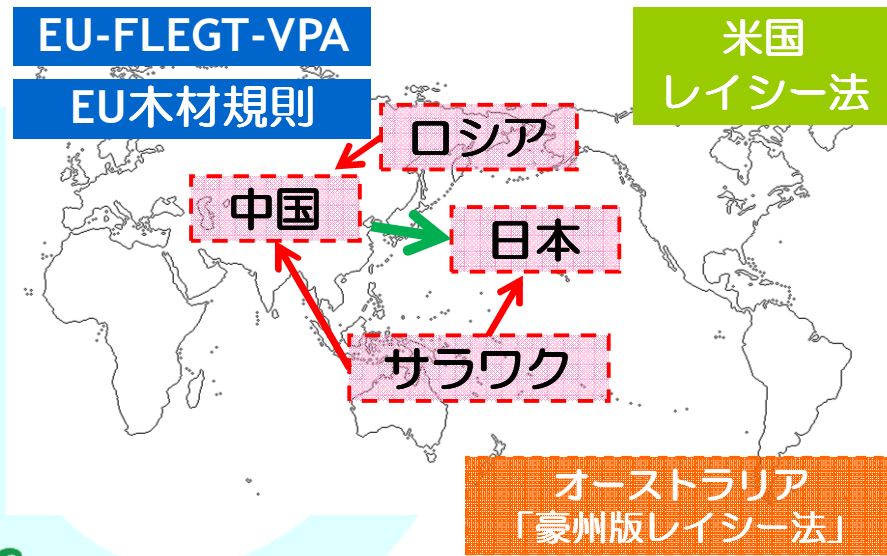 EU-FLEGT-VPA
EU木材規則
米国
レイシー法
ロシア
中国
日本
サラワク
オーストラリア
「豪州版レイシー法」